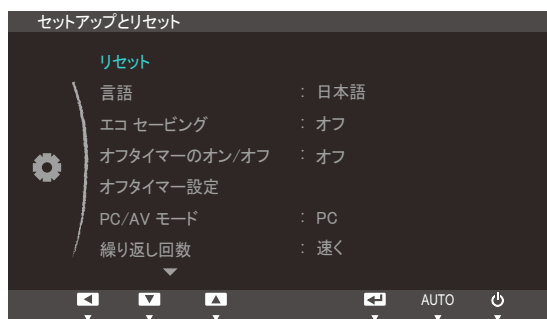 セットアップとリセット
リセット
言語 : 日本語
エコ セービング : オフ
オフタイマーのオン/オフ : オフ
オフタイマー設定
PC/AV モード : PC
繰り返し回数 : 速く
AUTO